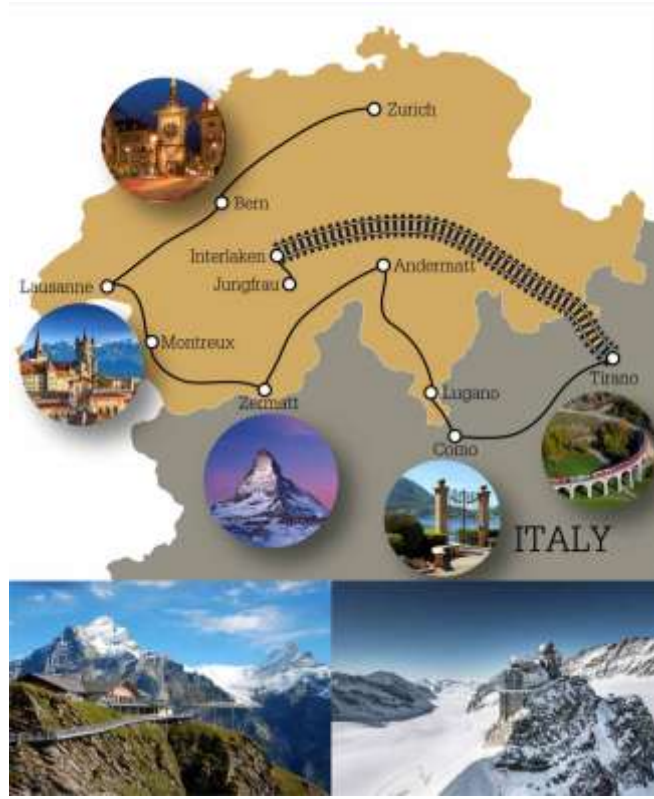 Zurich
Bern
Interlaken
Andermatt
Lausanne
Jungfrau
Montreux
Tirano
Zermatt
Lugano
Como
ITALY